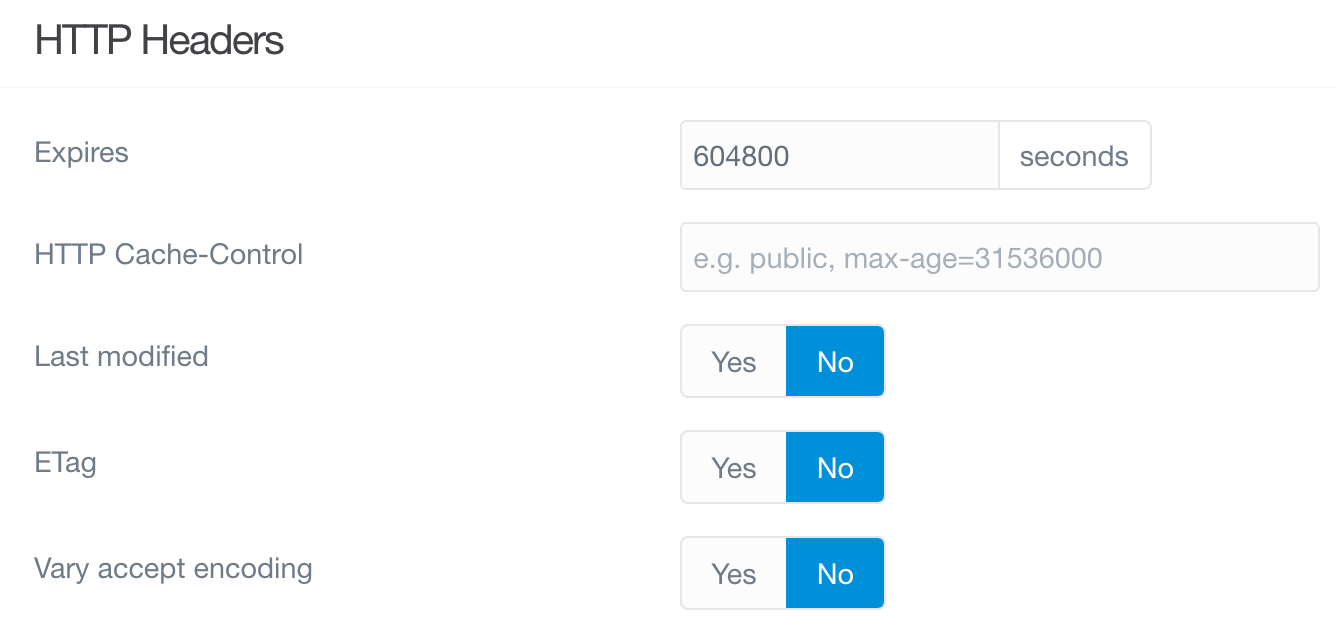 HTTP Headers
Expires
604800 seconds
HTTP Cache-Control
e.g. public, max-age=31536000
Last modified
Yes No
ETag
Yes No
Vary accept encoding
Yes No